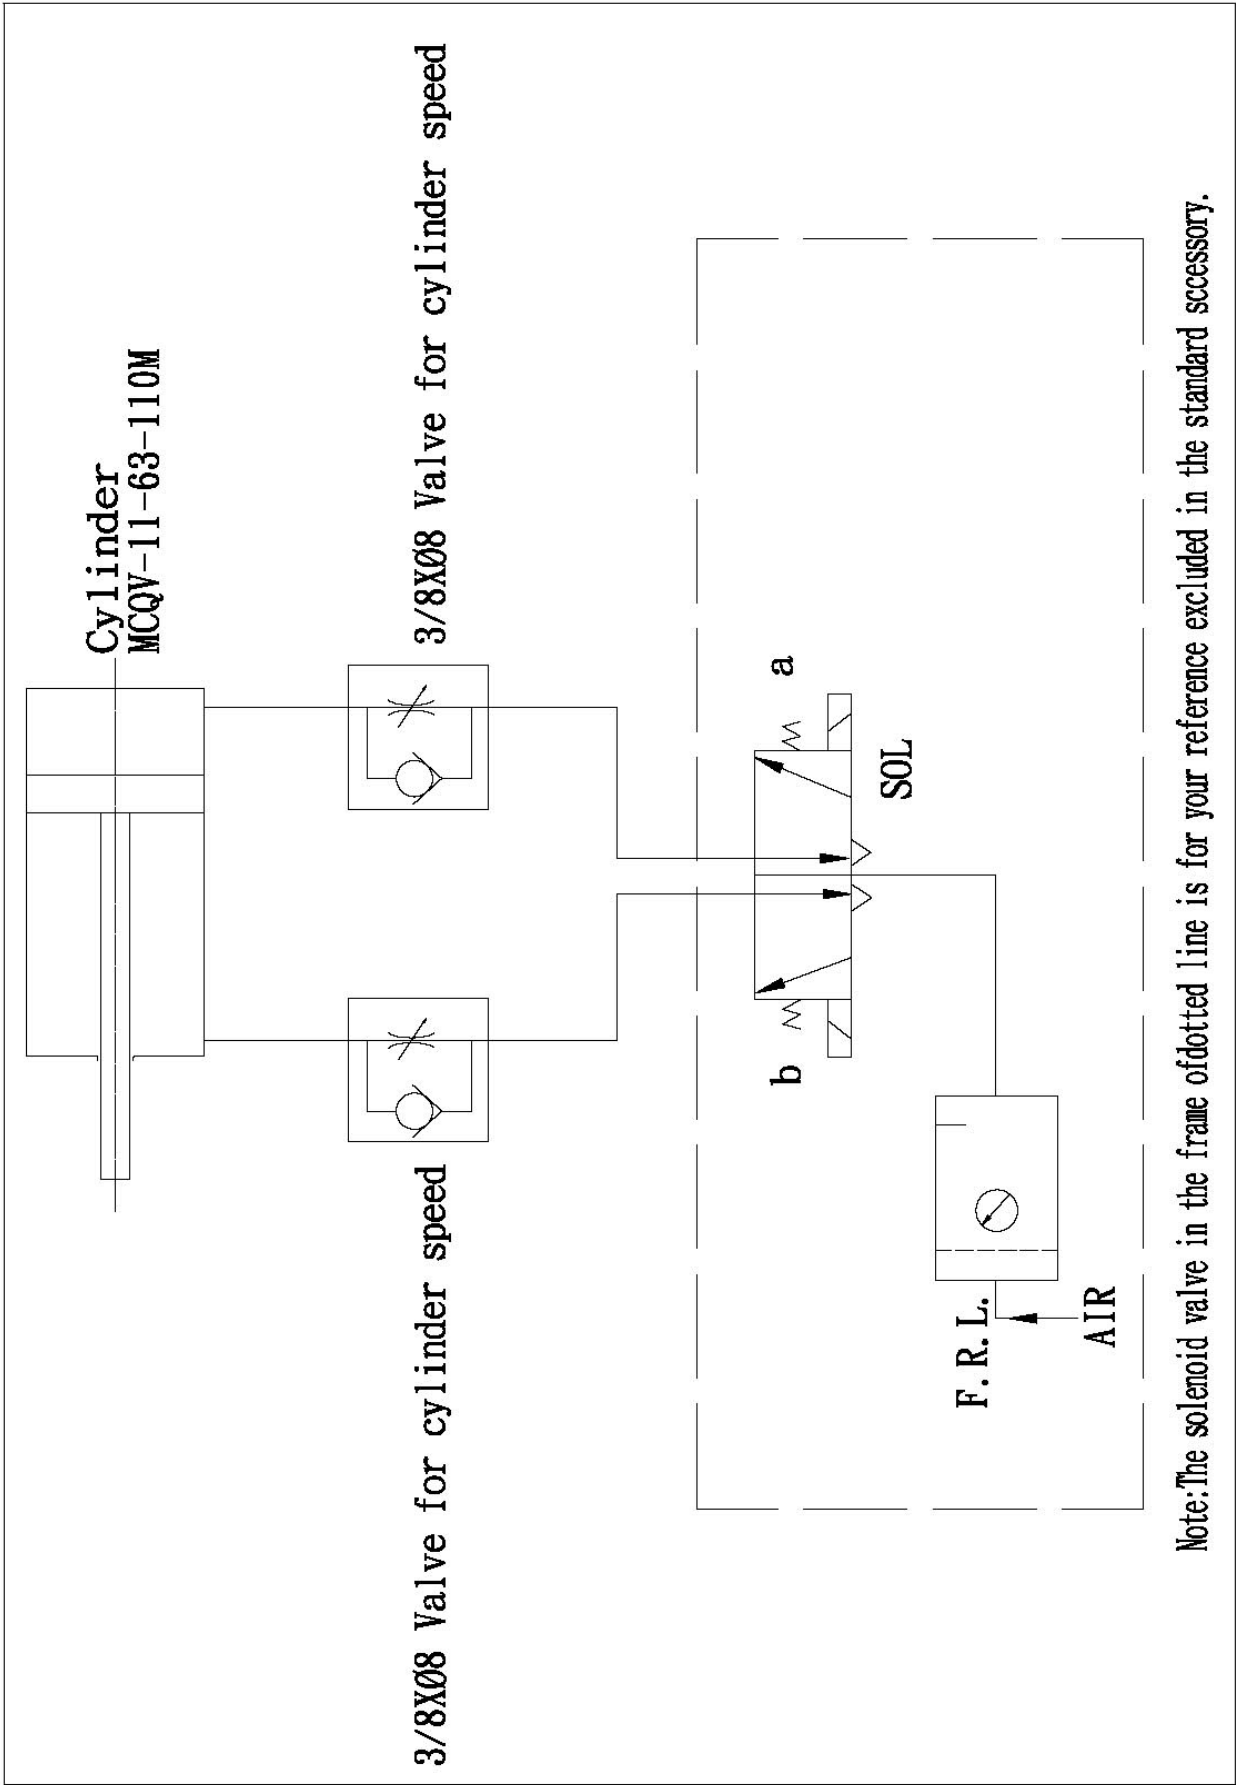 Cylinder
MCQV-11-63-110M
3/8XØ8 Valve for cylinder speed
3/8XØ8 Valve for cylinder speed
b
a
SOL
F.R.L.
AIR
Note:The solenoid valve in the frame ofdotted line is for your reference excluded in the standard sccessory.